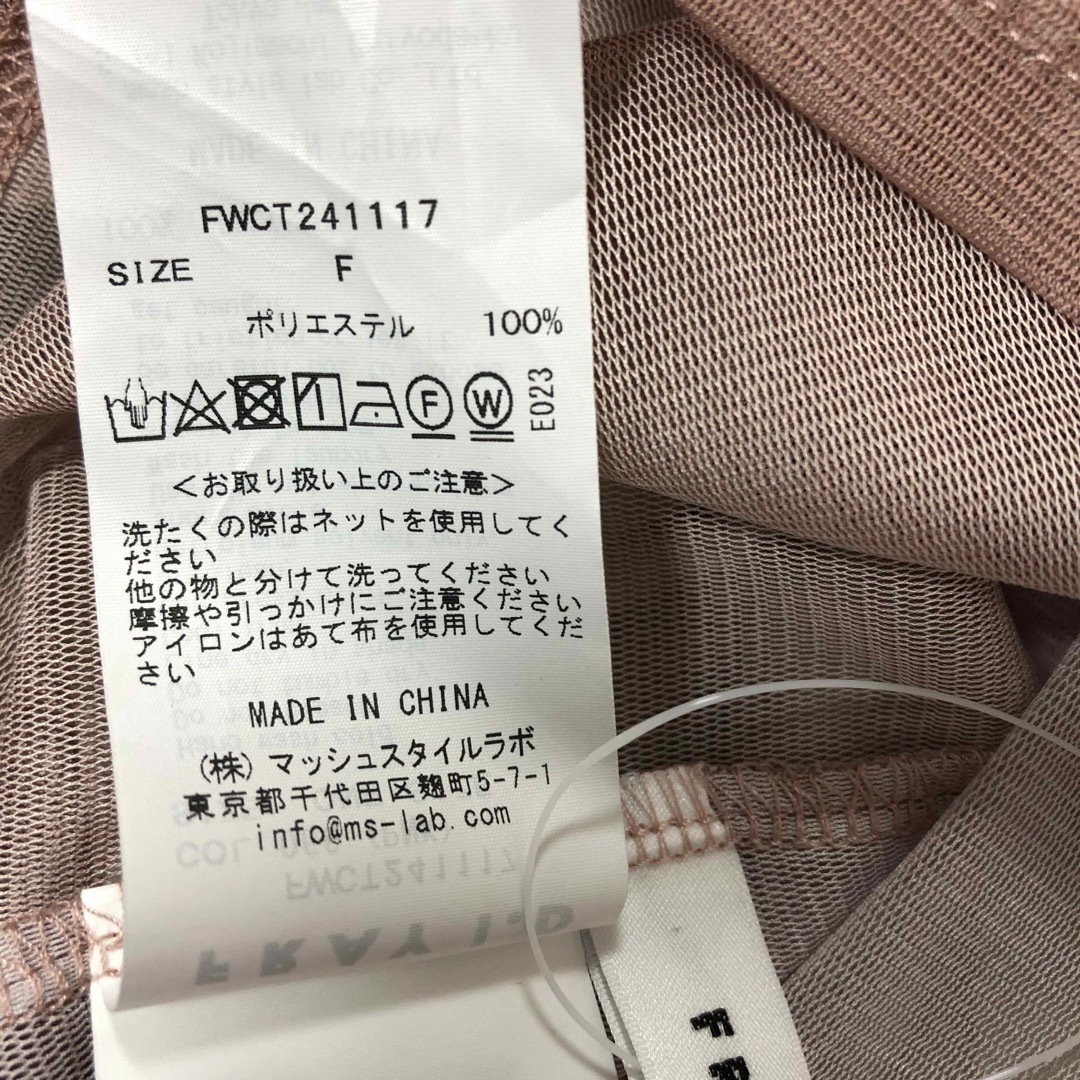 FWCT241117
SIZE F
ポリエステル 100%
F W E023
<お取り扱い上のご注意>
洗たくの際はネットを使用してく
ださい
他の物と分けて洗ってください
摩擦や引っかけにご注意ください
アイロンはあて布を使用してくだ
さい
MADE IN CHINA
(株)マッシュスタイルラボ
東京都千代田区麹町5-7-1
info@ms-lab.com
FWCT241117
FRAY I.D